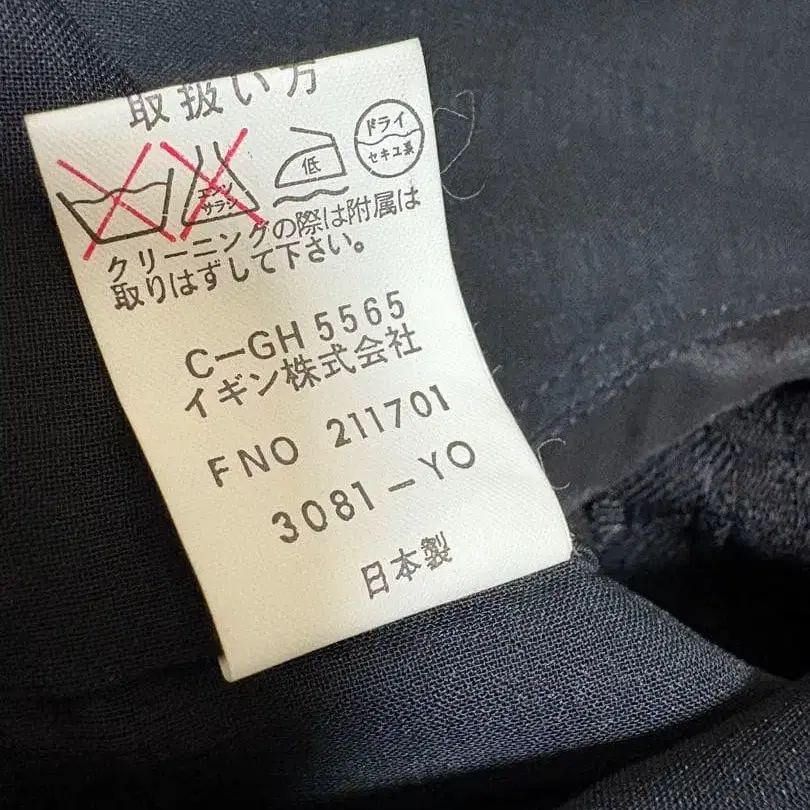 取扱い方
エンソ
サラシ
低
ドライ
セキユ系
クリーニングの際は附属は
取りはずして下さい。
C-GH 5565
イギン株式会社
FNO 211701
3081-YO
日本製